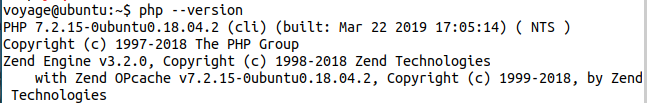 voyage@ubuntu:~$ php --version
PHP 7.2.15-0ubuntu0.18.04.2 (cli) (built: Mar 22 2019 17:05:14) ( NTS )
Copyright (c) 1997-2018 The PHP Group
Zend Engine v3.2.0, Copyright (c) 1998-2018 Zend Technologies
    with Zend OPcache v7.2.15-0ubuntu0.18.04.2, Copyright (c) 1999-2018, by Zend
 Technologies